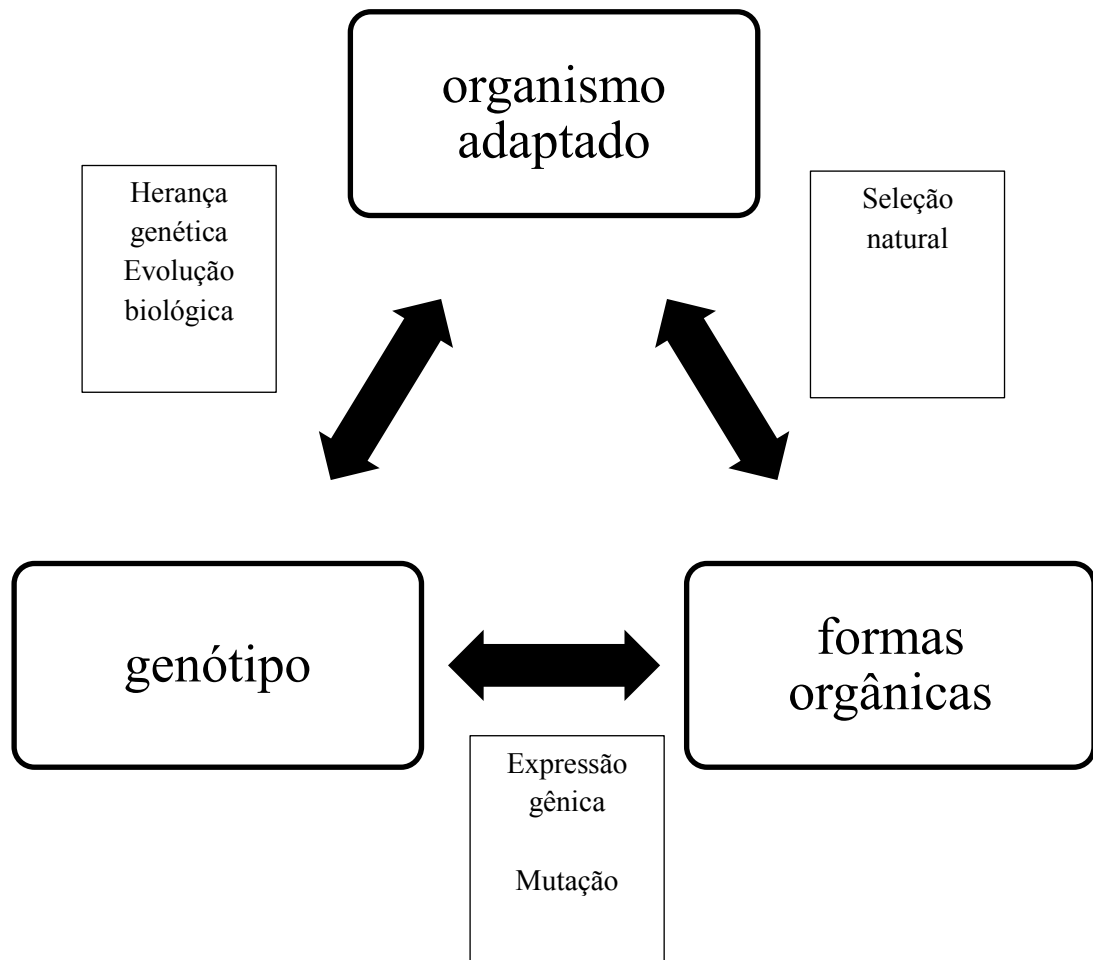 organismo
adaptado
Herança
genética
Evolução
biológica
Seleção
natural
genótipo
formas
orgânicas
Expressão
gênica
Mutação